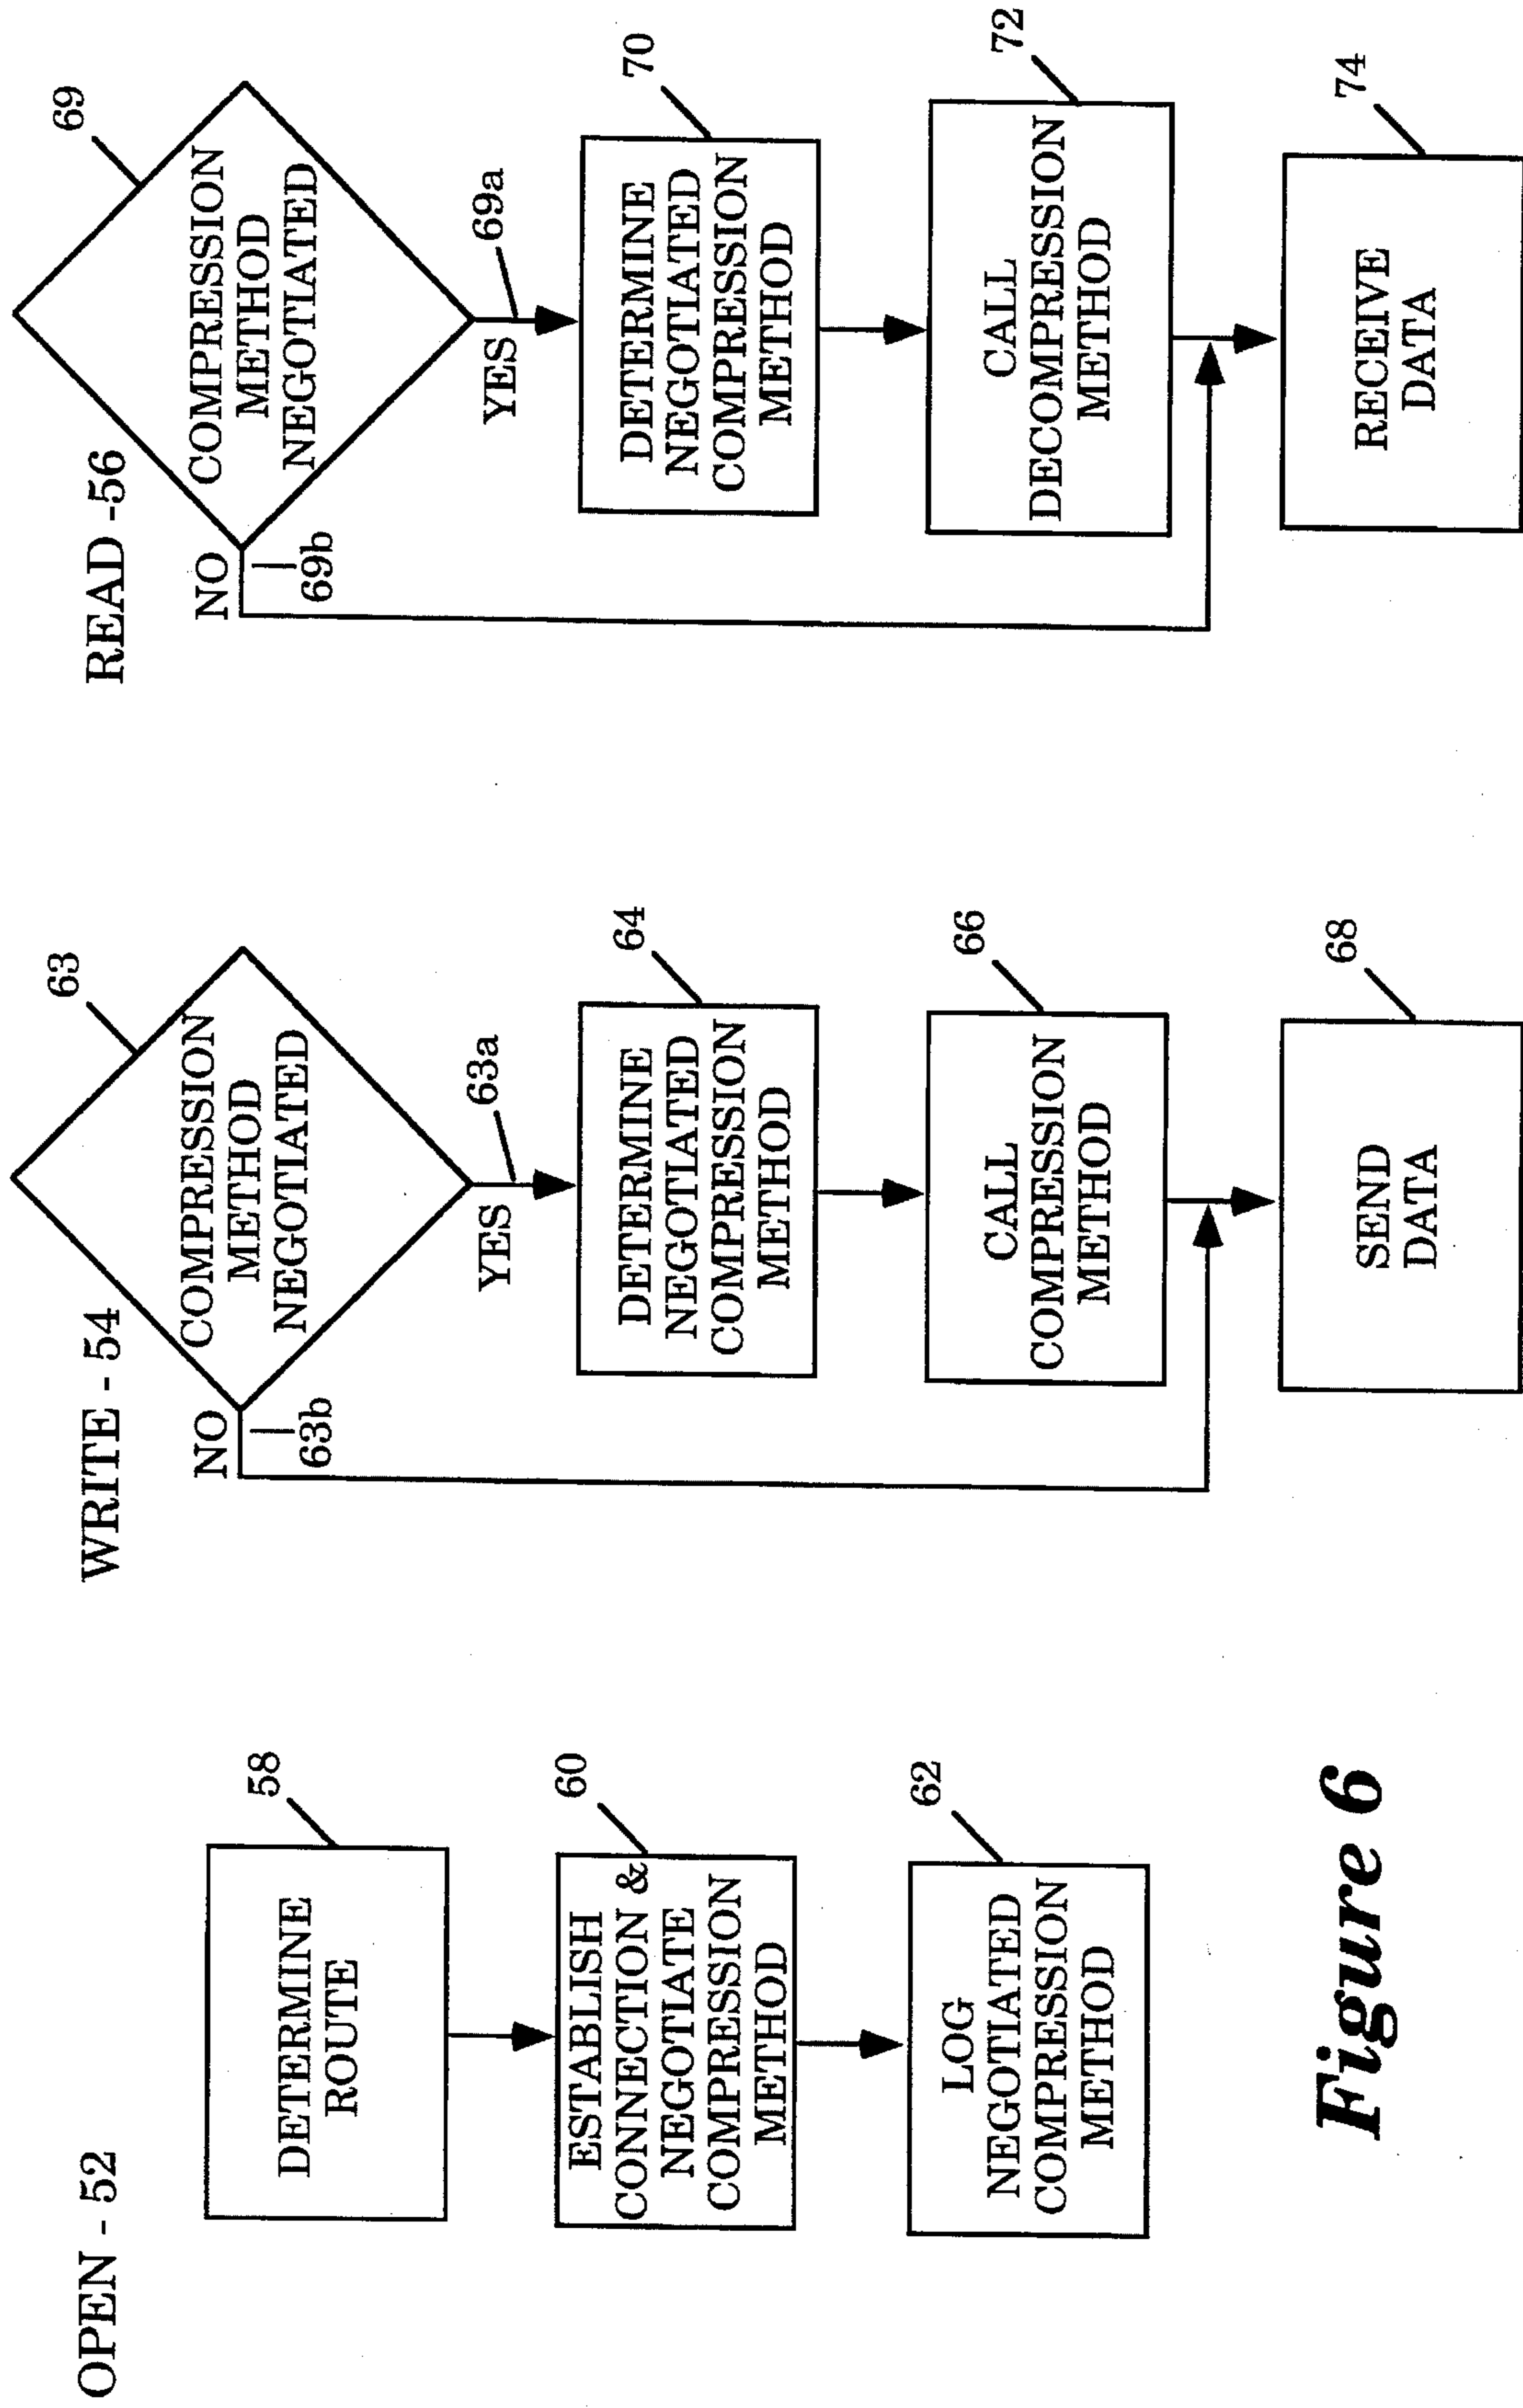 OPEN - 52
58
DETERMINE
ROUTE
60
ESTABLISH
CONNECTION &
NEGOTIATE
COMPRESSION
METHOD
62
LOG
NEGOTIATED
COMPRESSION
METHOD
WRITE - 54
63
COMPRESSION
METHOD
NEGOTIATED
NO
63b
YES
63a
64
DETERMINE
NEGOTIATED
COMPRESSION
METHOD
66
CALL
COMPRESSION
METHOD
68
SEND
DATA
READ -56
69
COMPRESSION
METHOD
NEGOTIATED
NO
69b
YES
69a
70
DETERMINE
NEGOTIATED
COMPRESSION
METHOD
72
CALL
DECOMPRESSION
METHOD
74
RECEIVE
DATA
Figure 6